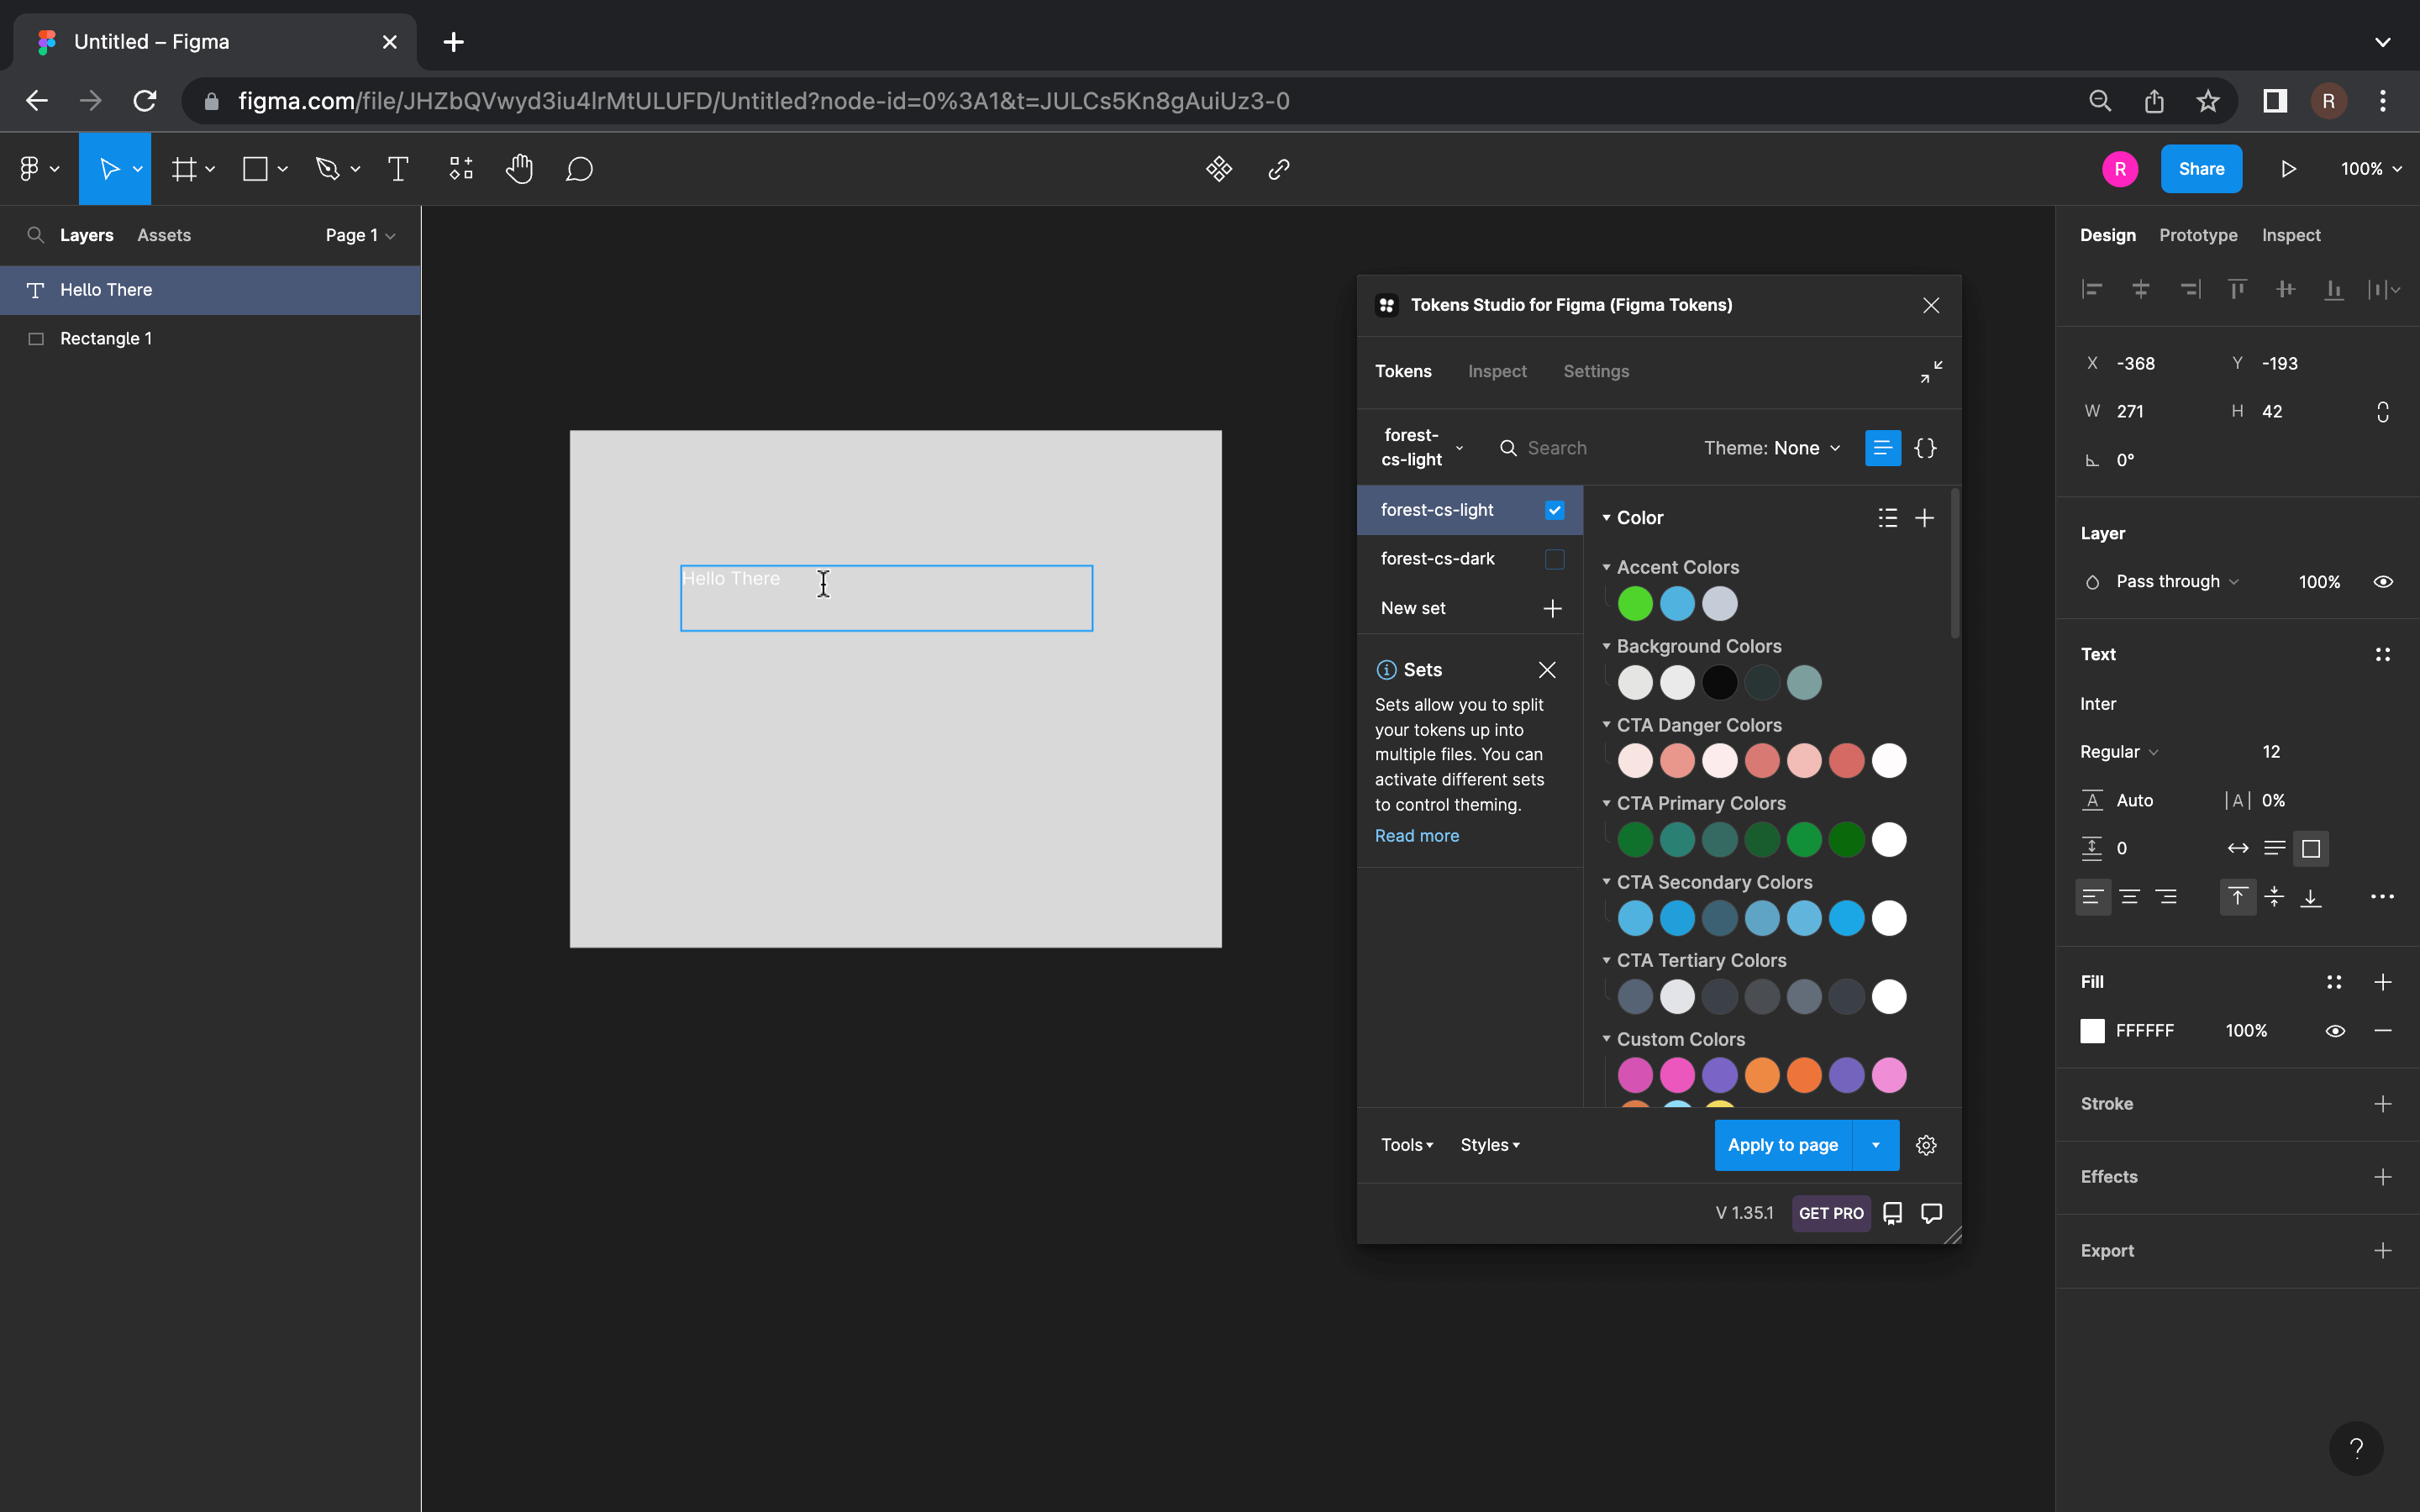 Untitled – Figma
figma.com/file/JHZbQVwyd3iu4IrMtULUFD/Untitled?node-id=0%3A1&t=JULCs5Kn8gAuiUz3-0
R
R
Share
100%
Layers
Assets
Page 1
Hello There
Rectangle 1
Hello There
Tokens Studio for Figma (Figma Tokens)
Tokens
Inspect
Settings
forest-
cs-light
Search
Theme: None
{}
forest-cs-light
forest-cs-dark
New set
Sets
Sets allow you to split
your tokens up into
multiple files. You can
activate different sets
to control theming.
Read more
Color
Accent Colors
Background Colors
CTA Danger Colors
CTA Primary Colors
CTA Secondary Colors
CTA Tertiary Colors
Custom Colors
Tools
Styles
Apply to page
V 1.35.1
GET PRO
Design
Prototype
Inspect
X -368
Y -193
W 271
H 42
0°
Layer
Pass through
100%
Text
Inter
Regular
12
A Auto
|A| 0%
0
Fill
FFFFFF
100%
Stroke
Effects
Export
?